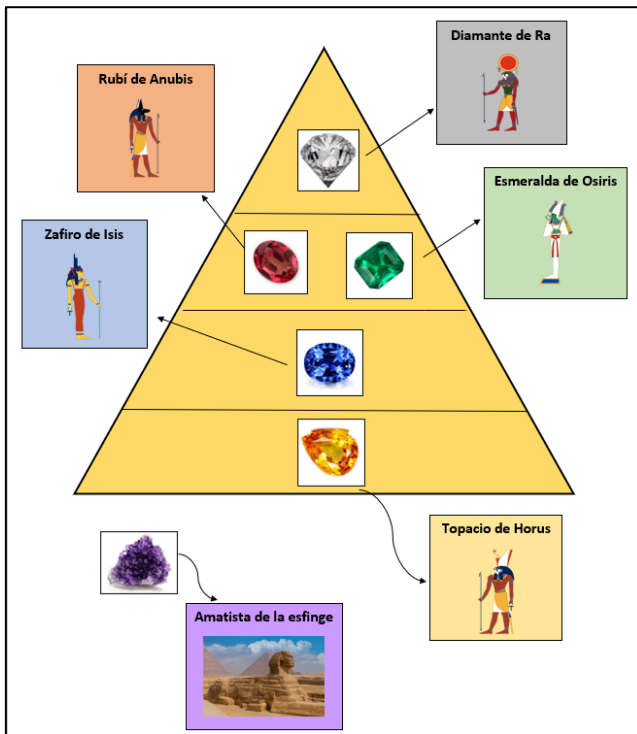 Diamante de Ra
Rubí de Anubis
Esmeralda de Osiris
Zafiro de Isis
Topacio de Horus
Amatista de la esfinge